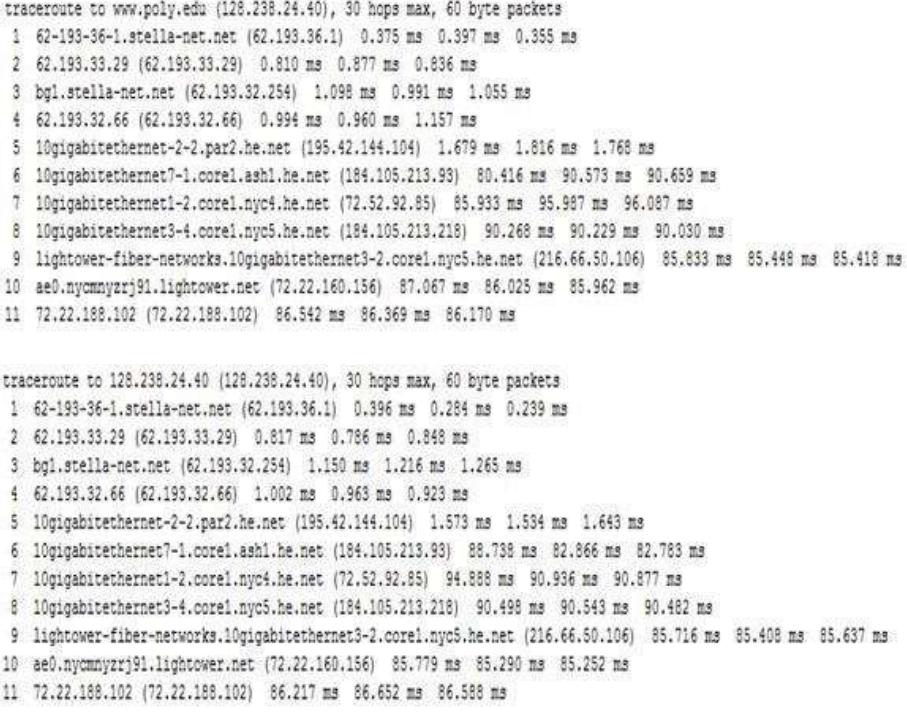 traceroute to www.poly.edu (128.238.24.40), 30 hops max, 60 byte packets
1 62-193-36-1.stella-net.net (62.193.36.1) 0.375 ms 0.397 ms 0.355 ms
2 62.193.33.29 (62.193.33.29) 0.810 ms 0.877 ms 0.836 ms
3 bg1.stella-net.net (62.193.32.254) 1.098 ms 0.991 ms 1.055 ms
4 62.193.32.66 (62.193.32.66) 0.994 ms 0.960 ms 1.157 ms
5 10gigabitethernet-2-2.par2.he.net (195.42.144.104) 1.679 ms 1.816 ms 1.768 ms
6 10gigabitethernet7-1.core1.ash1.he.net (184.105.213.93) 80.416 ms 90.573 ms 90.659 ms
7 10gigabitethernet1-2.core1.nyc4.he.net (72.52.92.85) 85.933 ms 95.987 ms 96.087 ms
8 10gigabitethernet3-4.core1.nyc5.he.net (184.105.213.218) 90.268 ms 90.229 ms 90.030 ms
9 lightower-fiber-networks.10gigabitethernet3-2.core1.nyc5.he.net (216.66.50.106) 85.833 ms 85.448 ms 85.418 ms
10 ae0.nycmnyzrj91.lightower.net (72.22.160.156) 87.067 ms 86.025 ms 85.962 ms
11 72.22.188.102 (72.22.188.102) 86.542 ms 86.369 ms 86.170 ms
traceroute to 128.238.24.40 (128.238.24.40), 30 hops max, 60 byte packets
1 62-193-36-1.stella-net.net (62.193.36.1) 0.396 ms 0.284 ms 0.239 ms
2 62.193.33.29 (62.193.33.29) 0.817 ms 0.786 ms 0.848 ms
3 bg1.stella-net.net (62.193.32.254) 1.150 ms 1.216 ms 1.265 ms
4 62.193.32.66 (62.193.32.66) 1.002 ms 0.963 ms 0.923 ms
5 10gigabitethernet-2-2.par2.he.net (195.42.144.104) 1.573 ms 1.534 ms 1.643 ms
6 10gigabitethernet7-1.core1.ash1.he.net (184.105.213.93) 88.738 ms 82.866 ms 82.783 ms
7 10gigabitethernet1-2.core1.nyc4.he.net (72.52.92.85) 94.888 ms 90.936 ms 90.877 ms
8 10gigabitethernet3-4.core1.nyc5.he.net (184.105.213.218) 90.498 ms 90.543 ms 90.482 ms
9 lightower-fiber-networks.10gigabitethernet3-2.core1.nyc5.he.net (216.66.50.106) 85.716 ms 85.408 ms 85.637 ms
10 ae0.nycmnyzrj91.lightower.net (72.22.160.156) 85.779 ms 85.290 ms 85.252 ms
11 72.22.188.102 (72.22.188.102) 86.217 ms 86.652 ms 86.588 ms